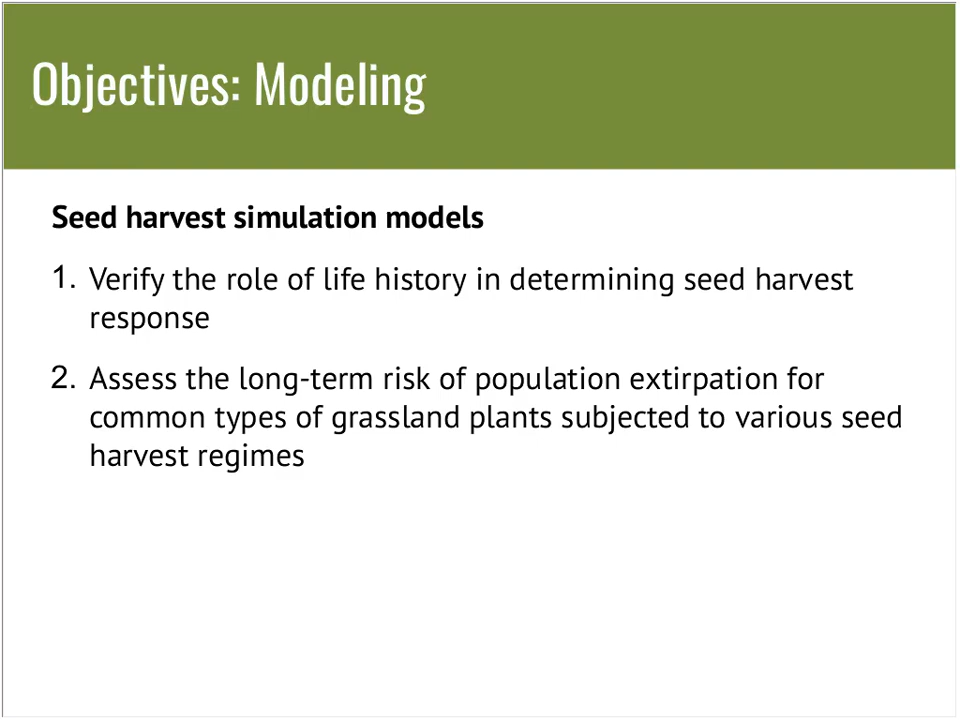 Objectives: Modeling
Seed harvest simulation models
1. Verify the role of life history in determining seed harvest
response
2. Assess the long-term risk of population extirpation for
common types of grassland plants subjected to various seed
harvest regimes